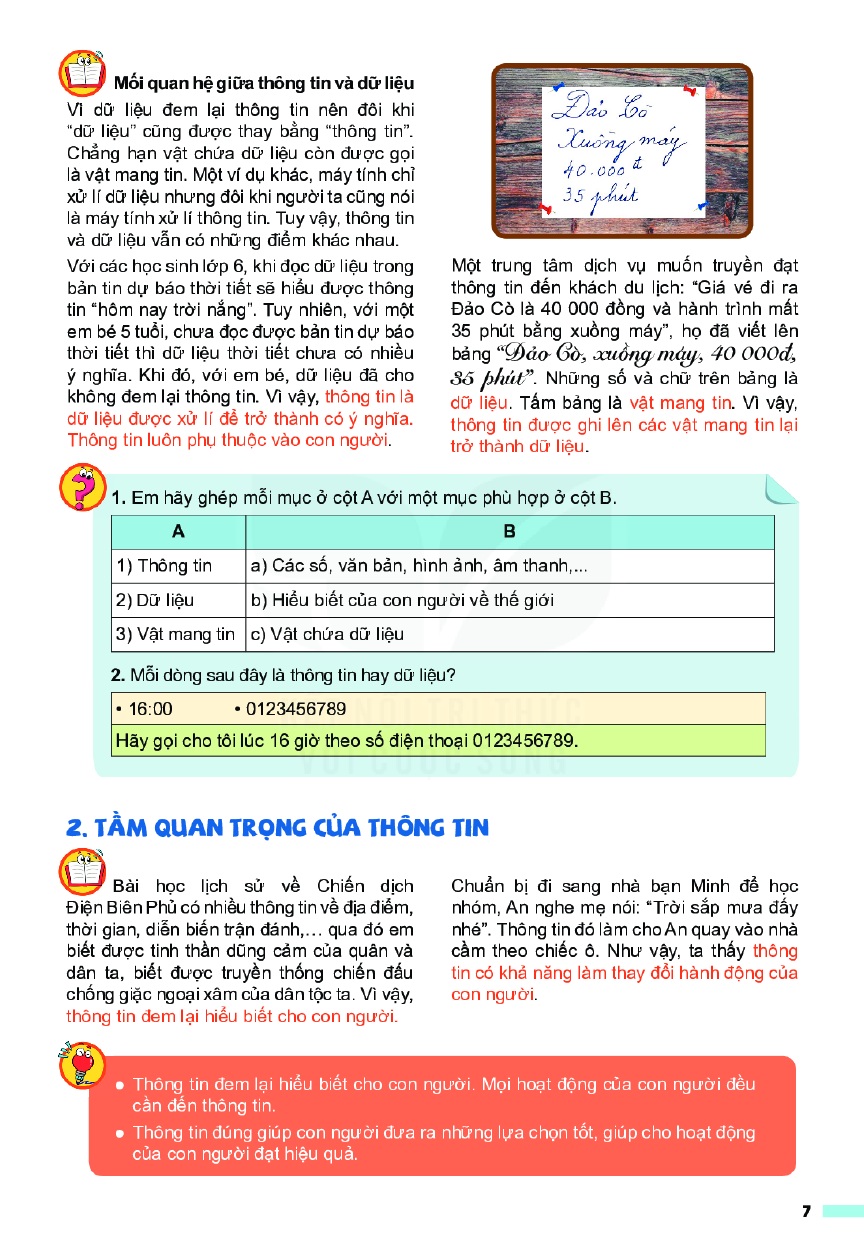 Mối quan hệ giữa thông tin và dữ liệu
Vì dữ liệu đem lại thông tin nên đôi khi
“dữ liệu” cũng được thay bằng “thông tin”.
Chẳng hạn vật chứa dữ liệu còn được gọi
là vật mang tin. Một ví dụ khác, máy tính chỉ
xử lí dữ liệu nhưng đôi khi người ta cũng nói
là máy tính xử lí thông tin. Tuy vậy, thông tin
và dữ liệu vẫn có những điểm khác nhau.
Với các học sinh lớp 6, khi đọc dữ liệu trong
bản tin dự báo thời tiết sẽ hiểu được thông
tin “hôm nay trời nắng”. Tuy nhiên, với một
em bé 5 tuổi, chưa đọc được bản tin dự báo
thời tiết thì dữ liệu thời tiết chưa có nhiều
ý nghĩa. Khi đó, với em bé, dữ liệu đã cho
không đem lại thông tin. Vì vậy, thông tin là
dữ liệu được xử lí để trở thành có ý nghĩa.
Thông tin luôn phụ thuộc vào con người.
Đảo Cò
Xuồng máy
40.000 đ
35 phút
Một trung tâm dịch vụ muốn truyền đạt
thông tin đến khách du lịch: “Giá vé đi ra
Đảo Cò là 40 000 đồng và hành trình mất
35 phút bằng xuồng máy”, họ đã viết lên
bảng “Đảo Cò, xuồng máy, 40 000đ,
35 phút”. Những số và chữ trên bảng là
dữ liệu. Tấm bảng là vật mang tin. Vì vậy,
thông tin được ghi lên các vật mang tin lại
trở thành dữ liệu.
1. Em hãy ghép mỗi mục ở cột A với một mục phù hợp ở cột B.
A B
1) Thông tin a) Các số, văn bản, hình ảnh, âm thanh,...
2) Dữ liệu b) Hiểu biết của con người về thế giới
3) Vật mang tin c) Vật chứa dữ liệu
2. Mỗi dòng sau đây là thông tin hay dữ liệu?
• 16:00 • 0123456789
Hãy gọi cho tôi lúc 16 giờ theo số điện thoại 0123456789.
KẾT NỐI TRI THỨC
VỚI CUỘC SỐNG
2. TẦM QUAN TRỌNG CỦA THÔNG TIN
Bài học lịch sử về Chiến dịch
Điện Biên Phủ có nhiều thông tin về địa điểm,
thời gian, diễn biến trận đánh,… qua đó em
biết được tinh thần dũng cảm của quân và
dân ta, biết được truyền thống chiến đấu
chống giặc ngoại xâm của dân tộc ta. Vì vậy,
thông tin đem lại hiểu biết cho con người.
Chuẩn bị đi sang nhà bạn Minh để học
nhóm, An nghe mẹ nói: “Trời sắp mưa đấy
nhé”. Thông tin đó làm cho An quay vào nhà
cầm theo chiếc ô. Như vậy, ta thấy thông
tin có khả năng làm thay đổi hành động của
con người.
• Thông tin đem lại hiểu biết cho con người. Mọi hoạt động của con người đều
cần đến thông tin.
• Thông tin đúng giúp con người đưa ra những lựa chọn tốt, giúp cho hoạt động
của con người đạt hiệu quả.
7